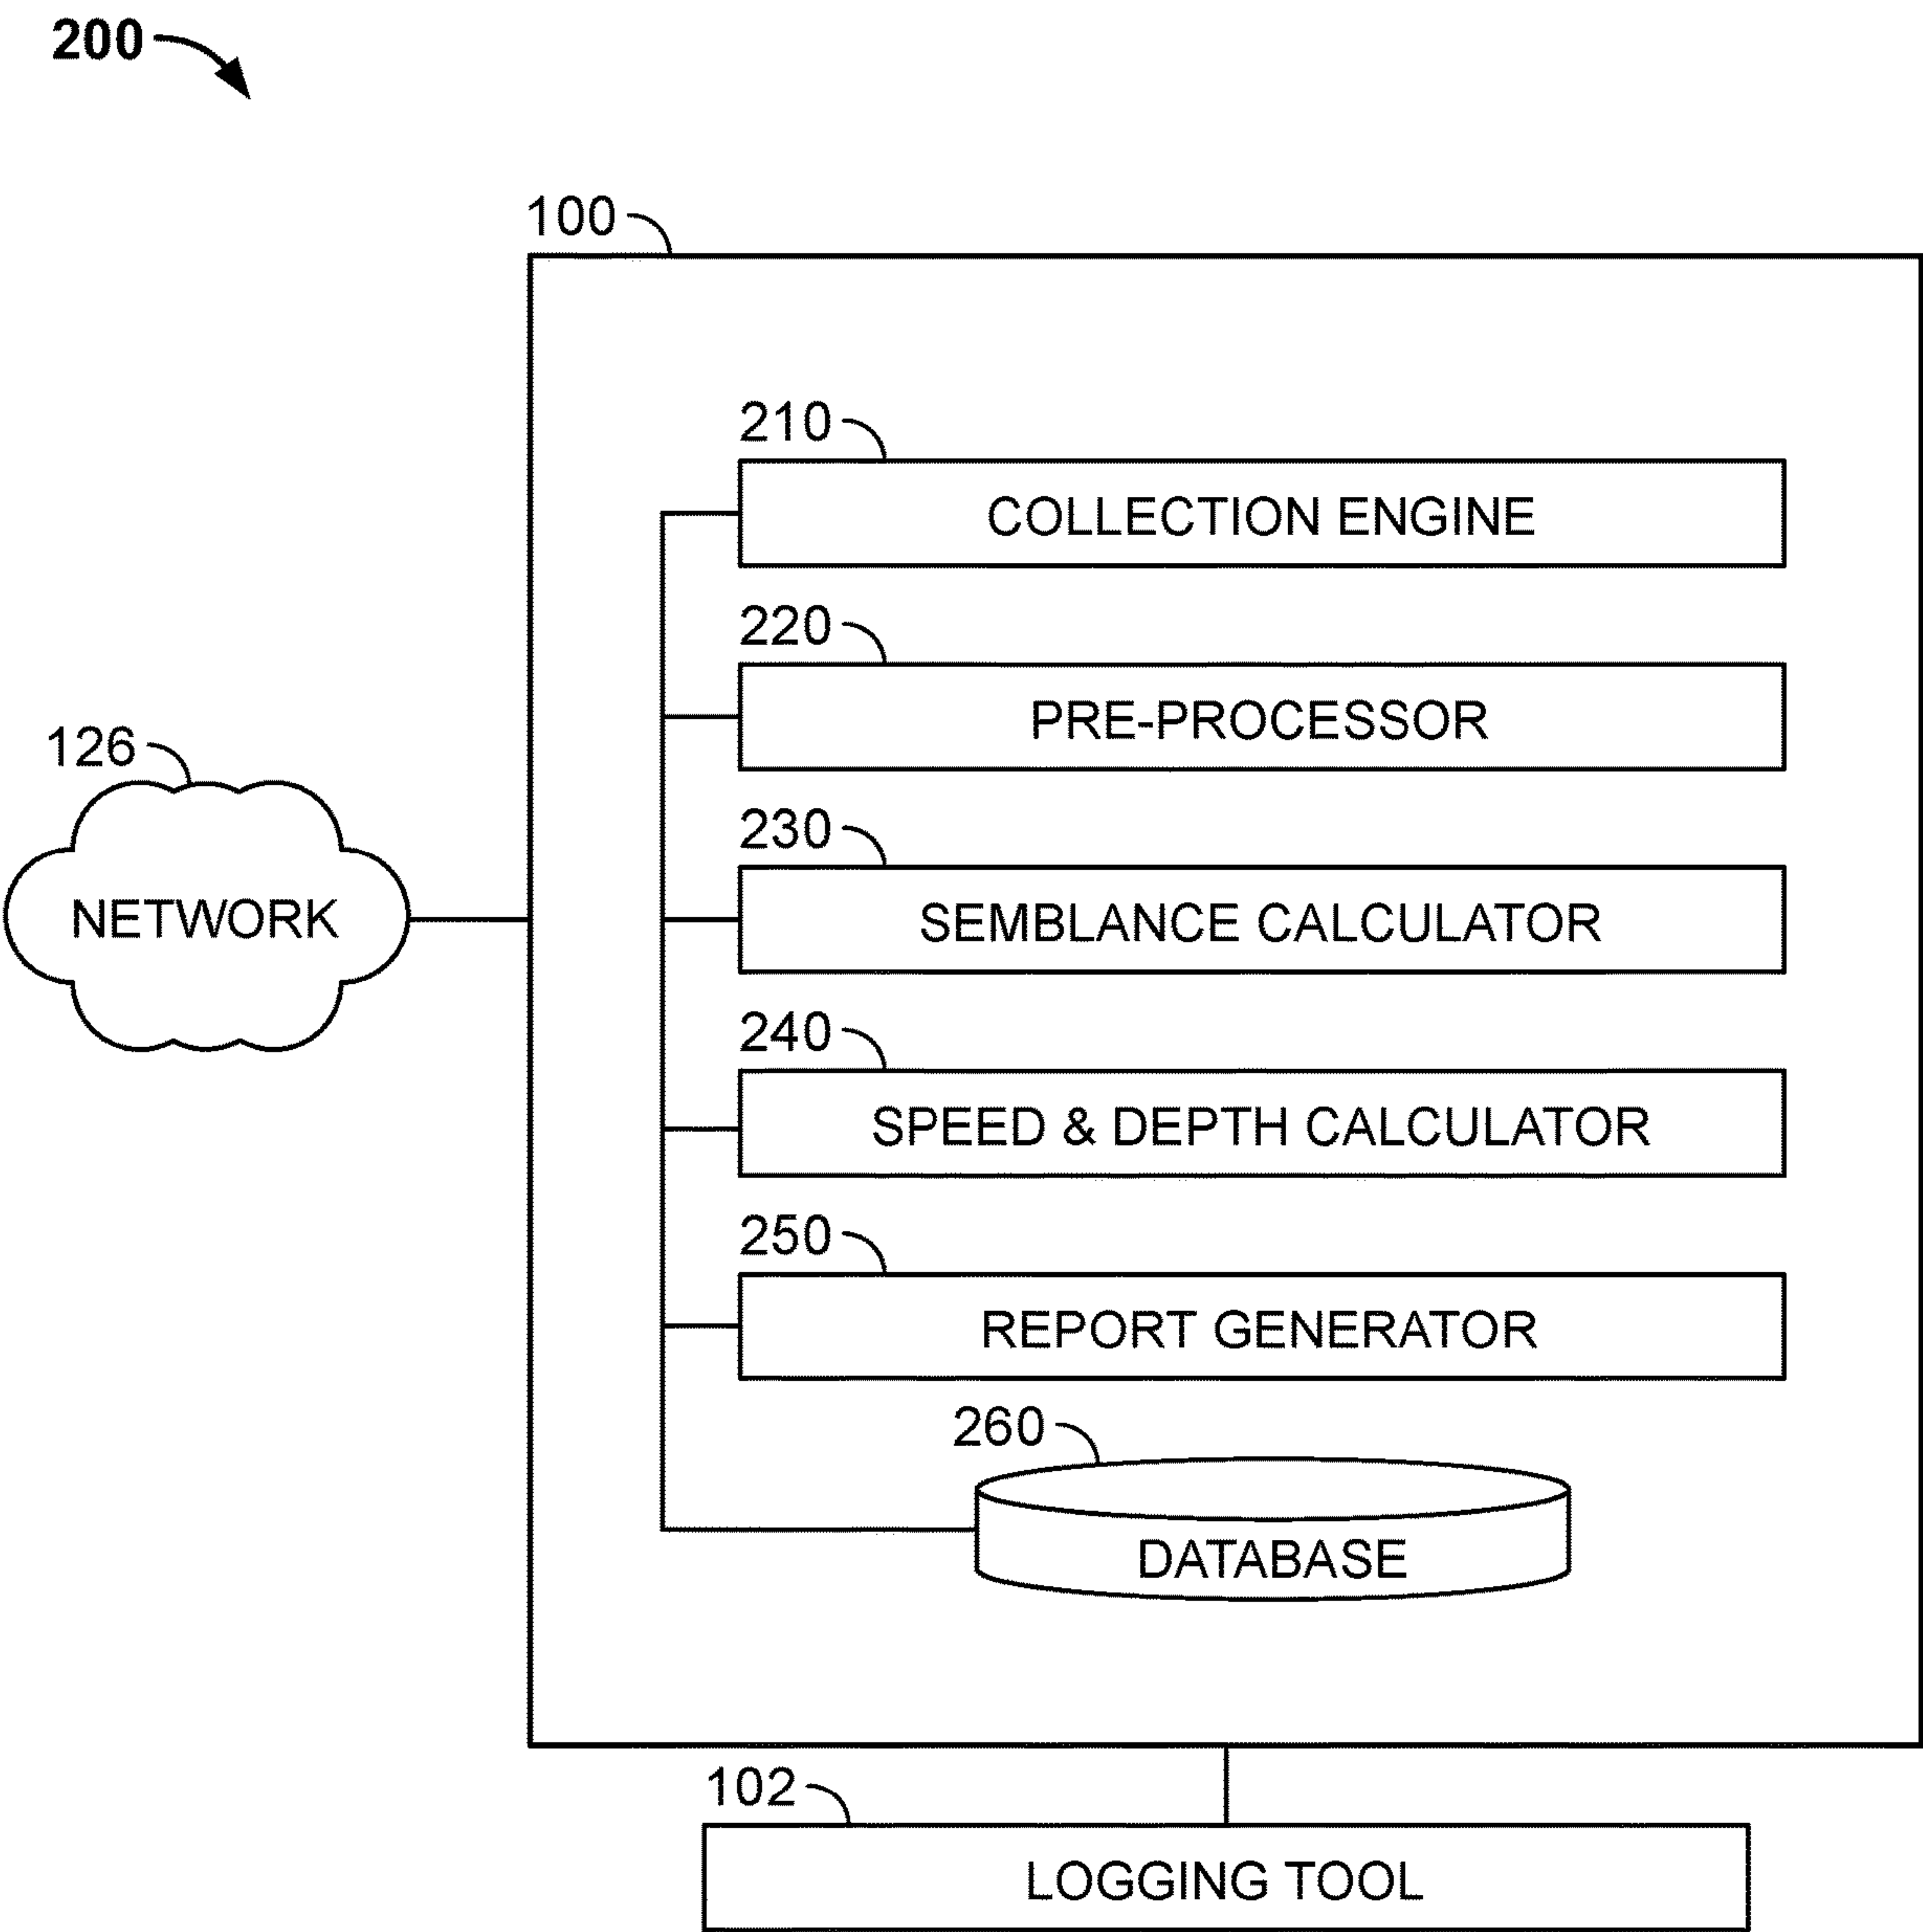 200
100
210
COLLECTION ENGINE
220
PRE-PROCESSOR
126
NETWORK
230
SEMBLANCE CALCULATOR
240
SPEED & DEPTH CALCULATOR
250
REPORT GENERATOR
260
DATABASE
102
LOGGING TOOL